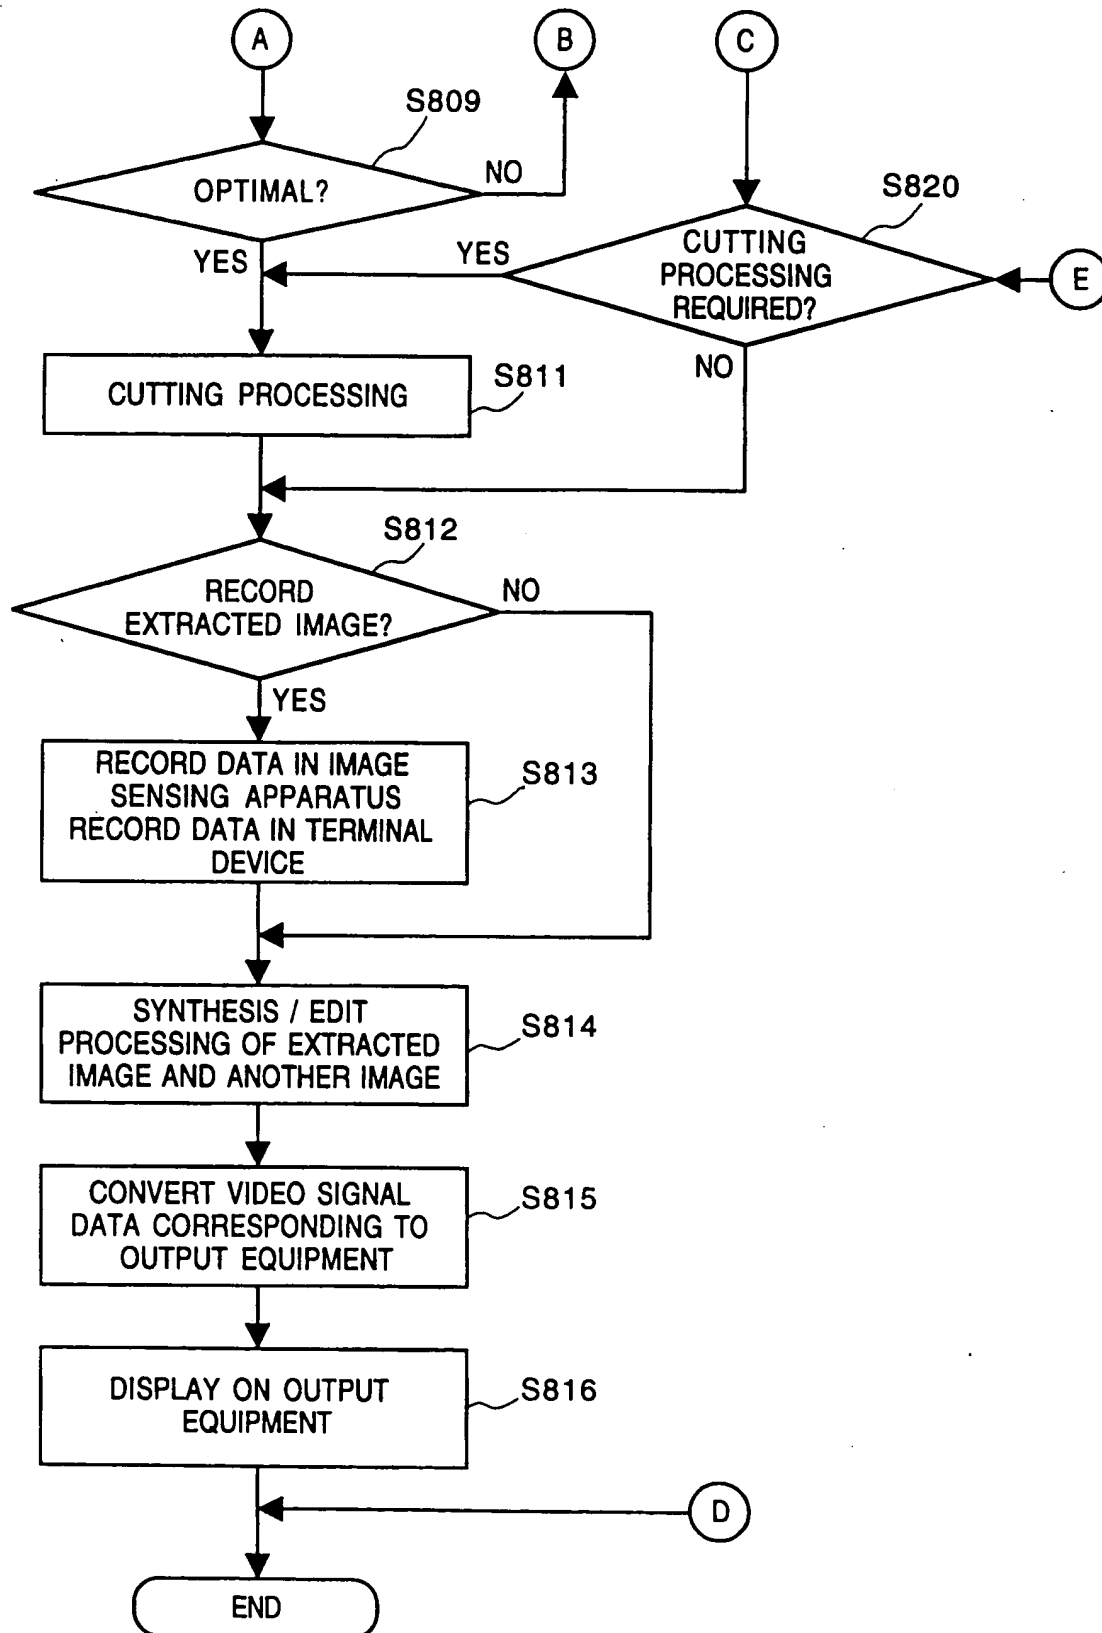 A
B
C
S809
OPTIMAL?
NO
S820
CUTTING
PROCESSING
REQUIRED?
YES
YES
E
NO
CUTTING PROCESSING
S811
S812
RECORD
EXTRACTED IMAGE?
NO
YES
RECORD DATA IN IMAGE
SENSING APPARATUS
RECORD DATA IN TERMINAL
DEVICE
S813
SYNTHESIS / EDIT
PROCESSING OF EXTRACTED
IMAGE AND ANOTHER IMAGE
S814
CONVERT VIDEO SIGNAL
DATA CORRESPONDING TO
OUTPUT EQUIPMENT
S815
DISPLAY ON OUTPUT
EQUIPMENT
S816
D
END